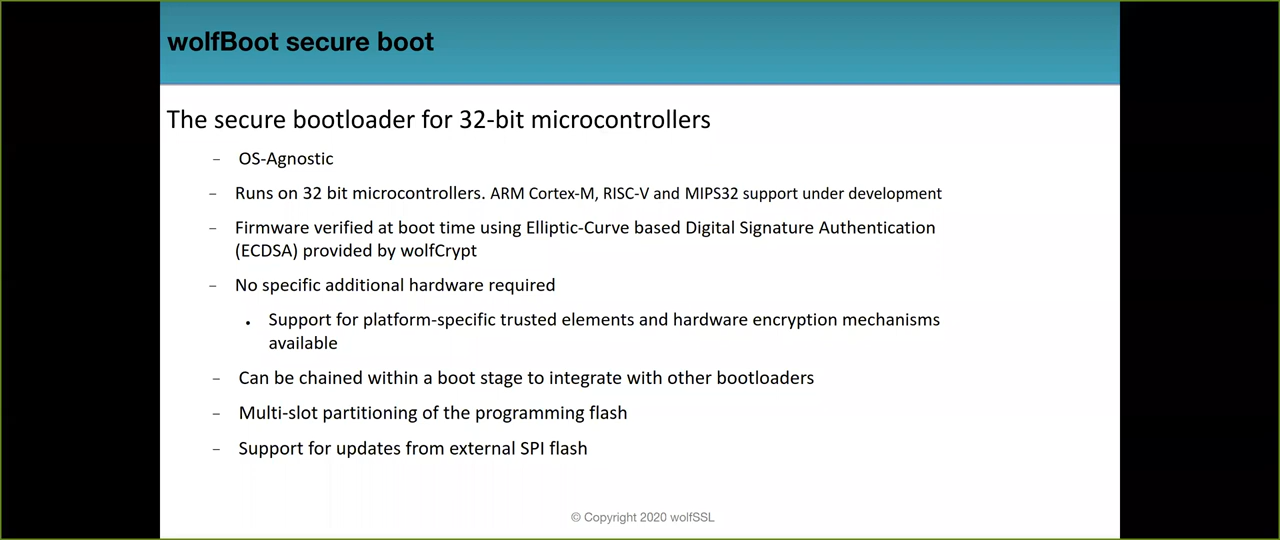 wolfBoot secure boot
The secure bootloader for 32-bit microcontrollers
– OS-Agnostic
– Runs on 32 bit microcontrollers. ARM Cortex-M, RISC-V and MIPS32 support under development
– Firmware verified at boot time using Elliptic-Curve based Digital Signature Authentication
(ECDSA) provided by wolfCrypt
– No specific additional hardware required
• Support for platform-specific trusted elements and hardware encryption mechanisms
available
– Can be chained within a boot stage to integrate with other bootloaders
– Multi-slot partitioning of the programming flash
– Support for updates from external SPI flash
© Copyright 2020 wolfSSL